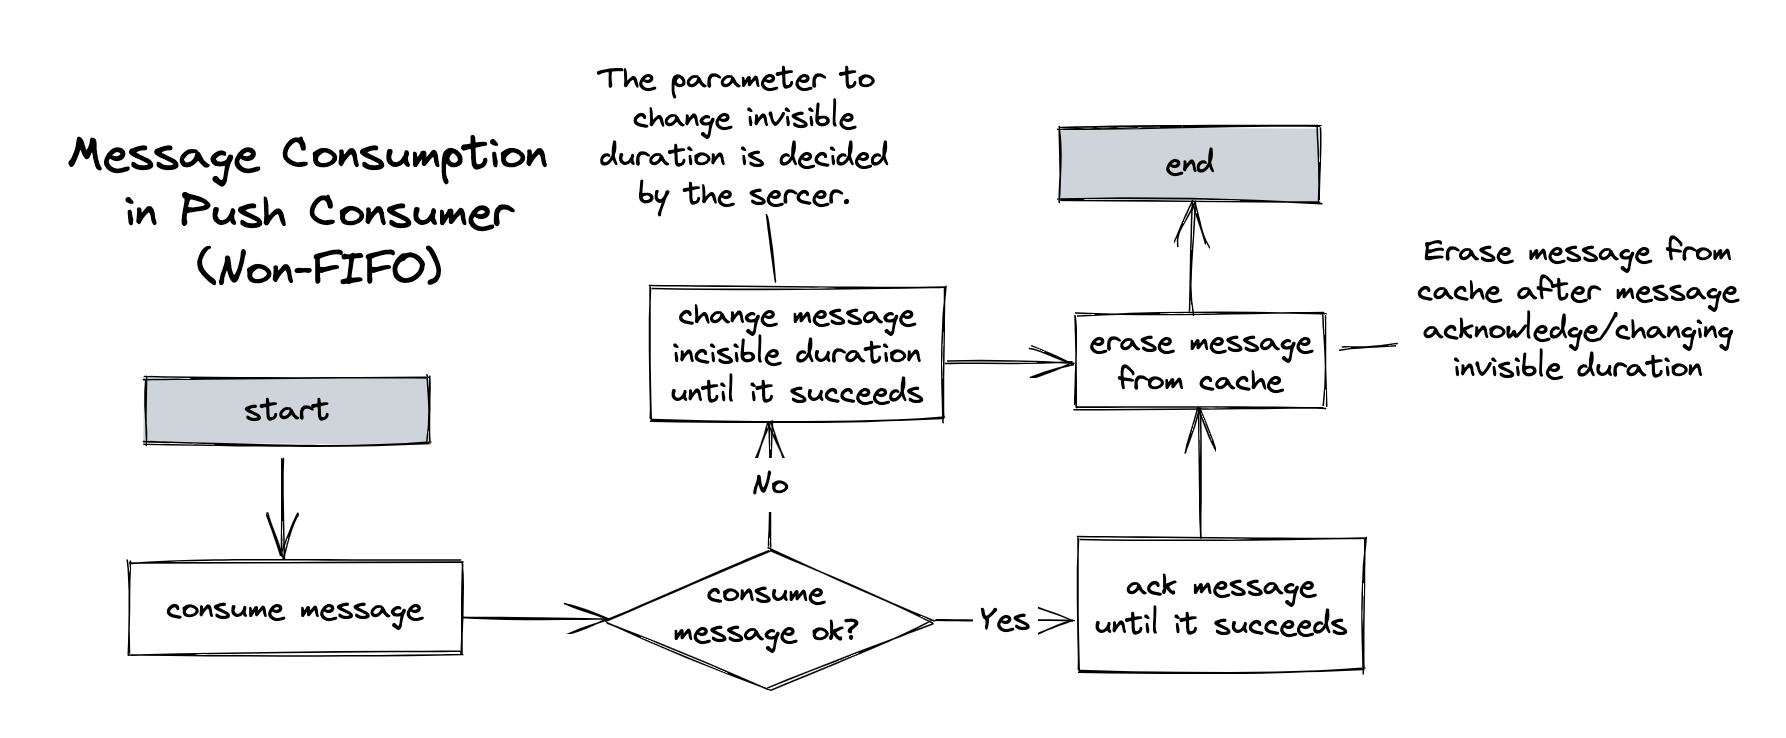 Message Consumption
in Push Consumer
(Non-FIFO)
The parameter to
change invisible
duration is decided
by the sercer.
end
Erase message from
cache after message
acknowledge/changing
invisible duration
change message
incisible duration
until it succeeds
erase message
from cache
start
No
consume message
consume
message ok?
Yes
ack message
until it succeeds